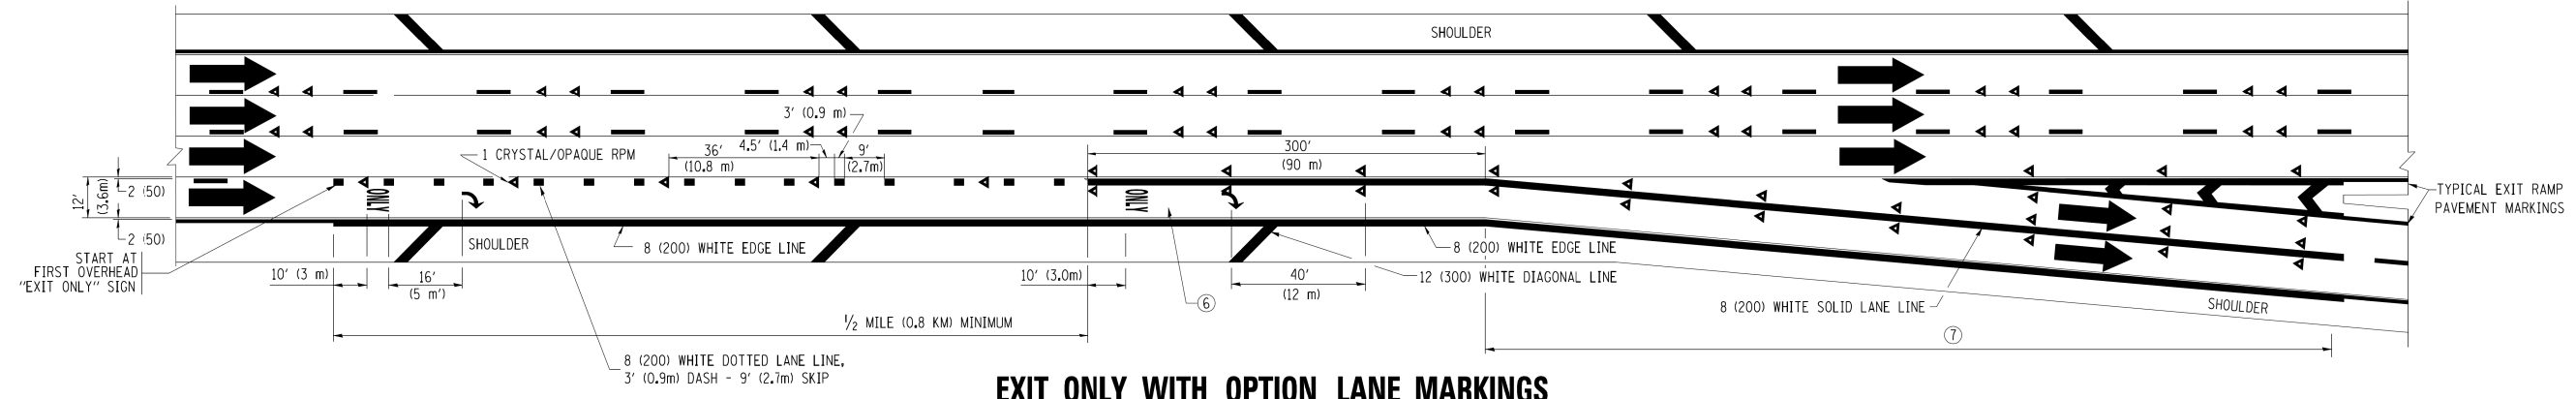 SHOULDER
3' (0.9 m)
36'
(10.8 m)
4.5' (1.4 m)
9'
(2.7m)
300'
(90 m)
1 CRYSTAL/OPAQUE RPM
12'
(3.6m)
2 (50)
2 (50)
ONLY
ONLY
TYPICAL EXIT RAMP
PAVEMENT MARKINGS
START AT
FIRST OVERHEAD
"EXIT ONLY" SIGN
SHOULDER
8 (200) WHITE EDGE LINE
8 (200) WHITE EDGE LINE
10' (3 m)
16'
(5 m')
10' (3.0m)
40'
(12 m)
12 (300) WHITE DIAGONAL LINE
6
8 (200) WHITE SOLID LANE LINE
SHOULDER
1/2 MILE (0.8 KM) MINIMUM
7
8 (200) WHITE DOTTED LANE LINE,
3' (0.9m) DASH - 9' (2.7m) SKIP
EXIT ONLY WITH OPTION LANE MARKINGS